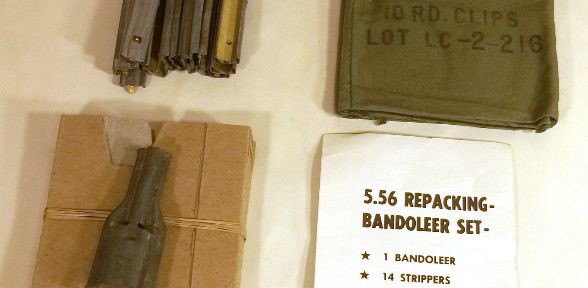 10 RD. CLIPS
LOT LC-2-216
5.56 REPACKING-
BANDOLEER SET-
★ 1 BANDOLEER
★ 14 STRIPPERS